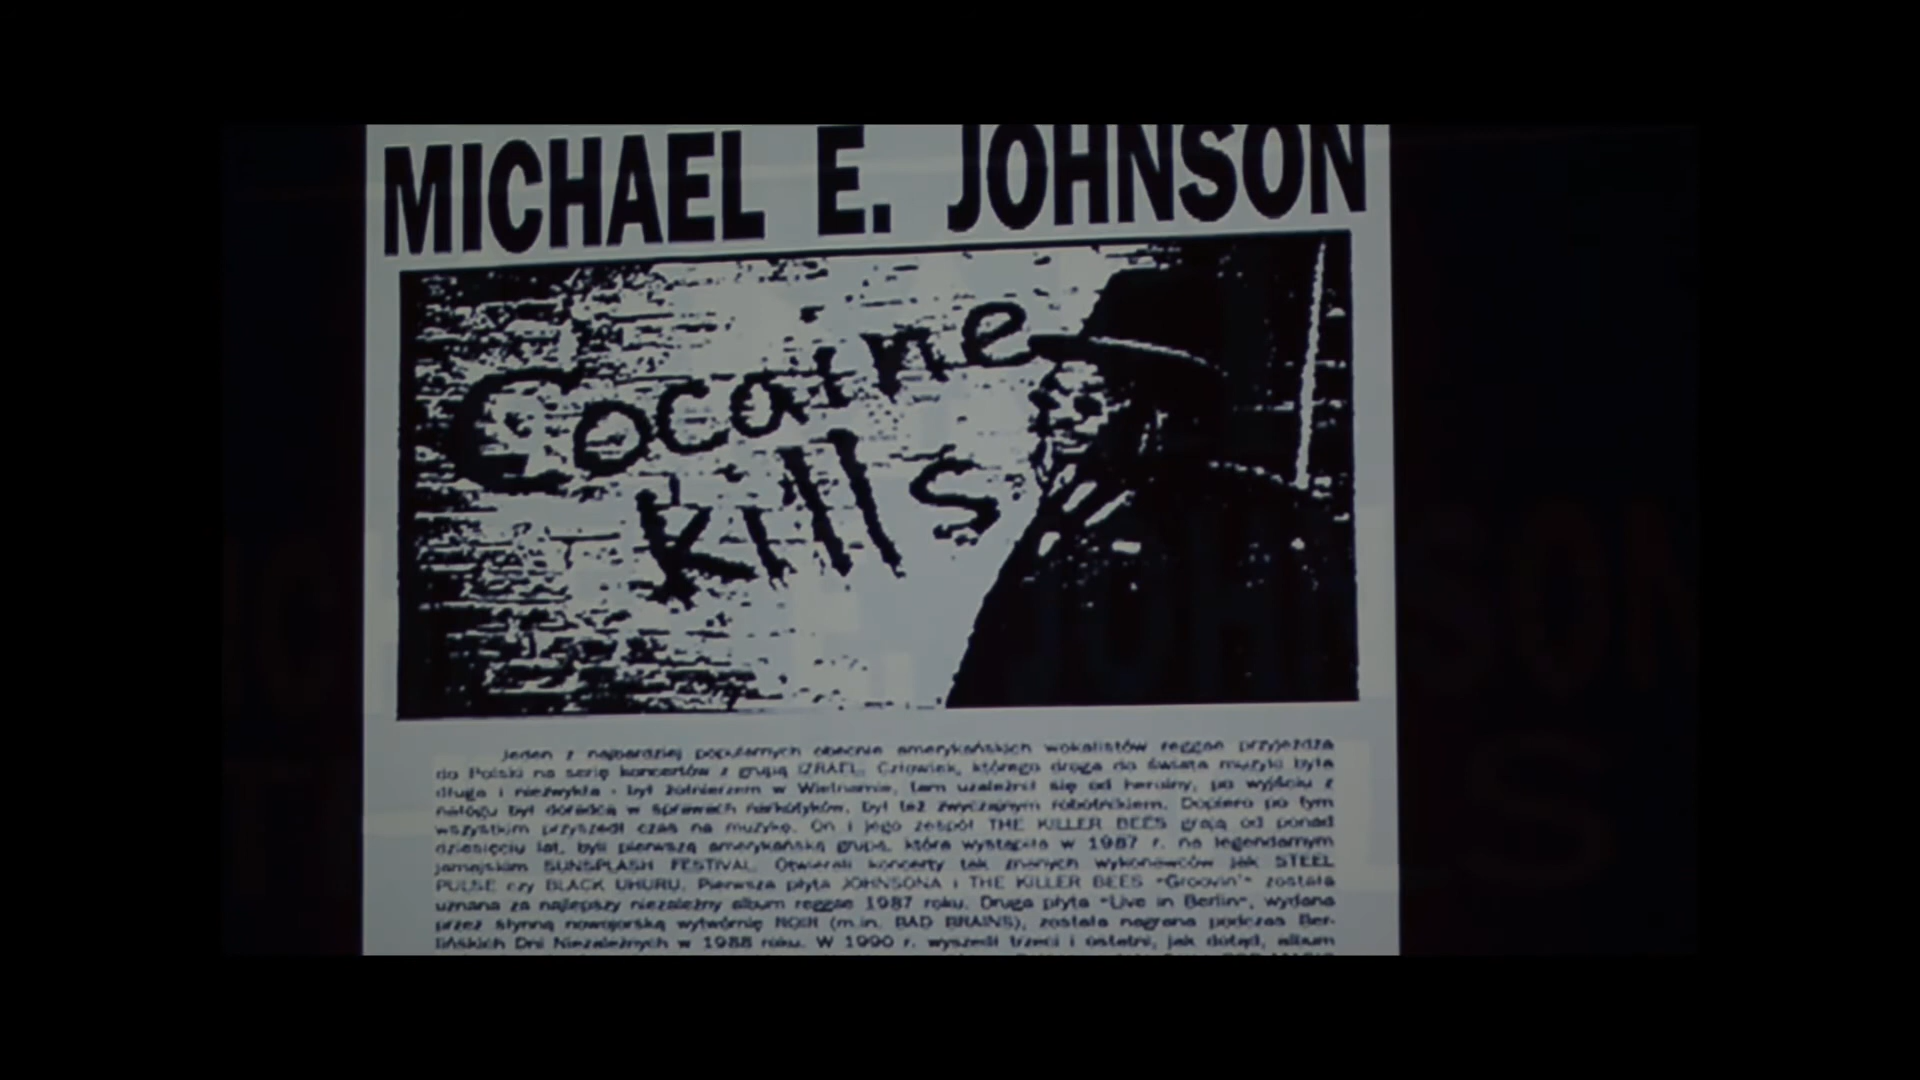 MICHAEL E. JOHNSON
Cocaine
kills
Jeden z najbardziej popularnych obecnie amerykańskich wokalistów reggae przyjeżdża
do Polski na serię koncertów z grupą IZRAEL. Człowiek, którego droga do świata muzyki była
długa i niezwykła - był żołnierzem w Wietnamie, tam uzależnił się od heroiny, po wyjściu z
nałogu był doradcą w sprawach narkotyków, był też zwyczajnym robotnikiem. Dopiero po tym
wszystkim przyszedł czas na muzykę. On i jego zespół THE KILLER BEES grają od ponad
dziesięciu lat, byli pierwszą amerykańską grupą, która wystąpiła w 1987 r. na legendarnym
jamajskim SUNSPLASH FESTIVAL. Otwierali koncerty tak znanych wykonawców jak STEEL
PULSE czy BLACK UHURU. Pierwsza płyta JOHNSONA i THE KILLER BEES "Groovin'" została
uznana za najlepszy niezależny album reggae 1987 roku. Druga płyta "Live in Berlin", wydana
przez słynną nowojorską wytwórnię ROIR (m.in. BAD BRAINS), została nagrana podczas Ber-
lińskich Dni Niezależnych w 1988 roku. W 1990 r. wyszedł trzeci i ostatni, jak dotąd, album